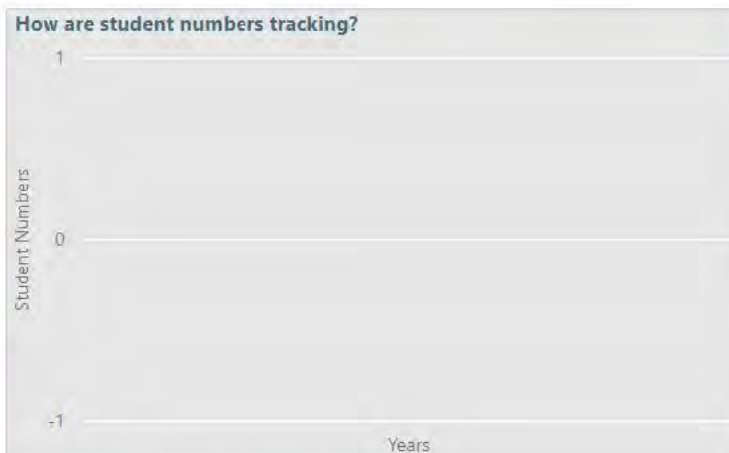 How are student numbers tracking?
1
Student Numbers
0
-1
Years